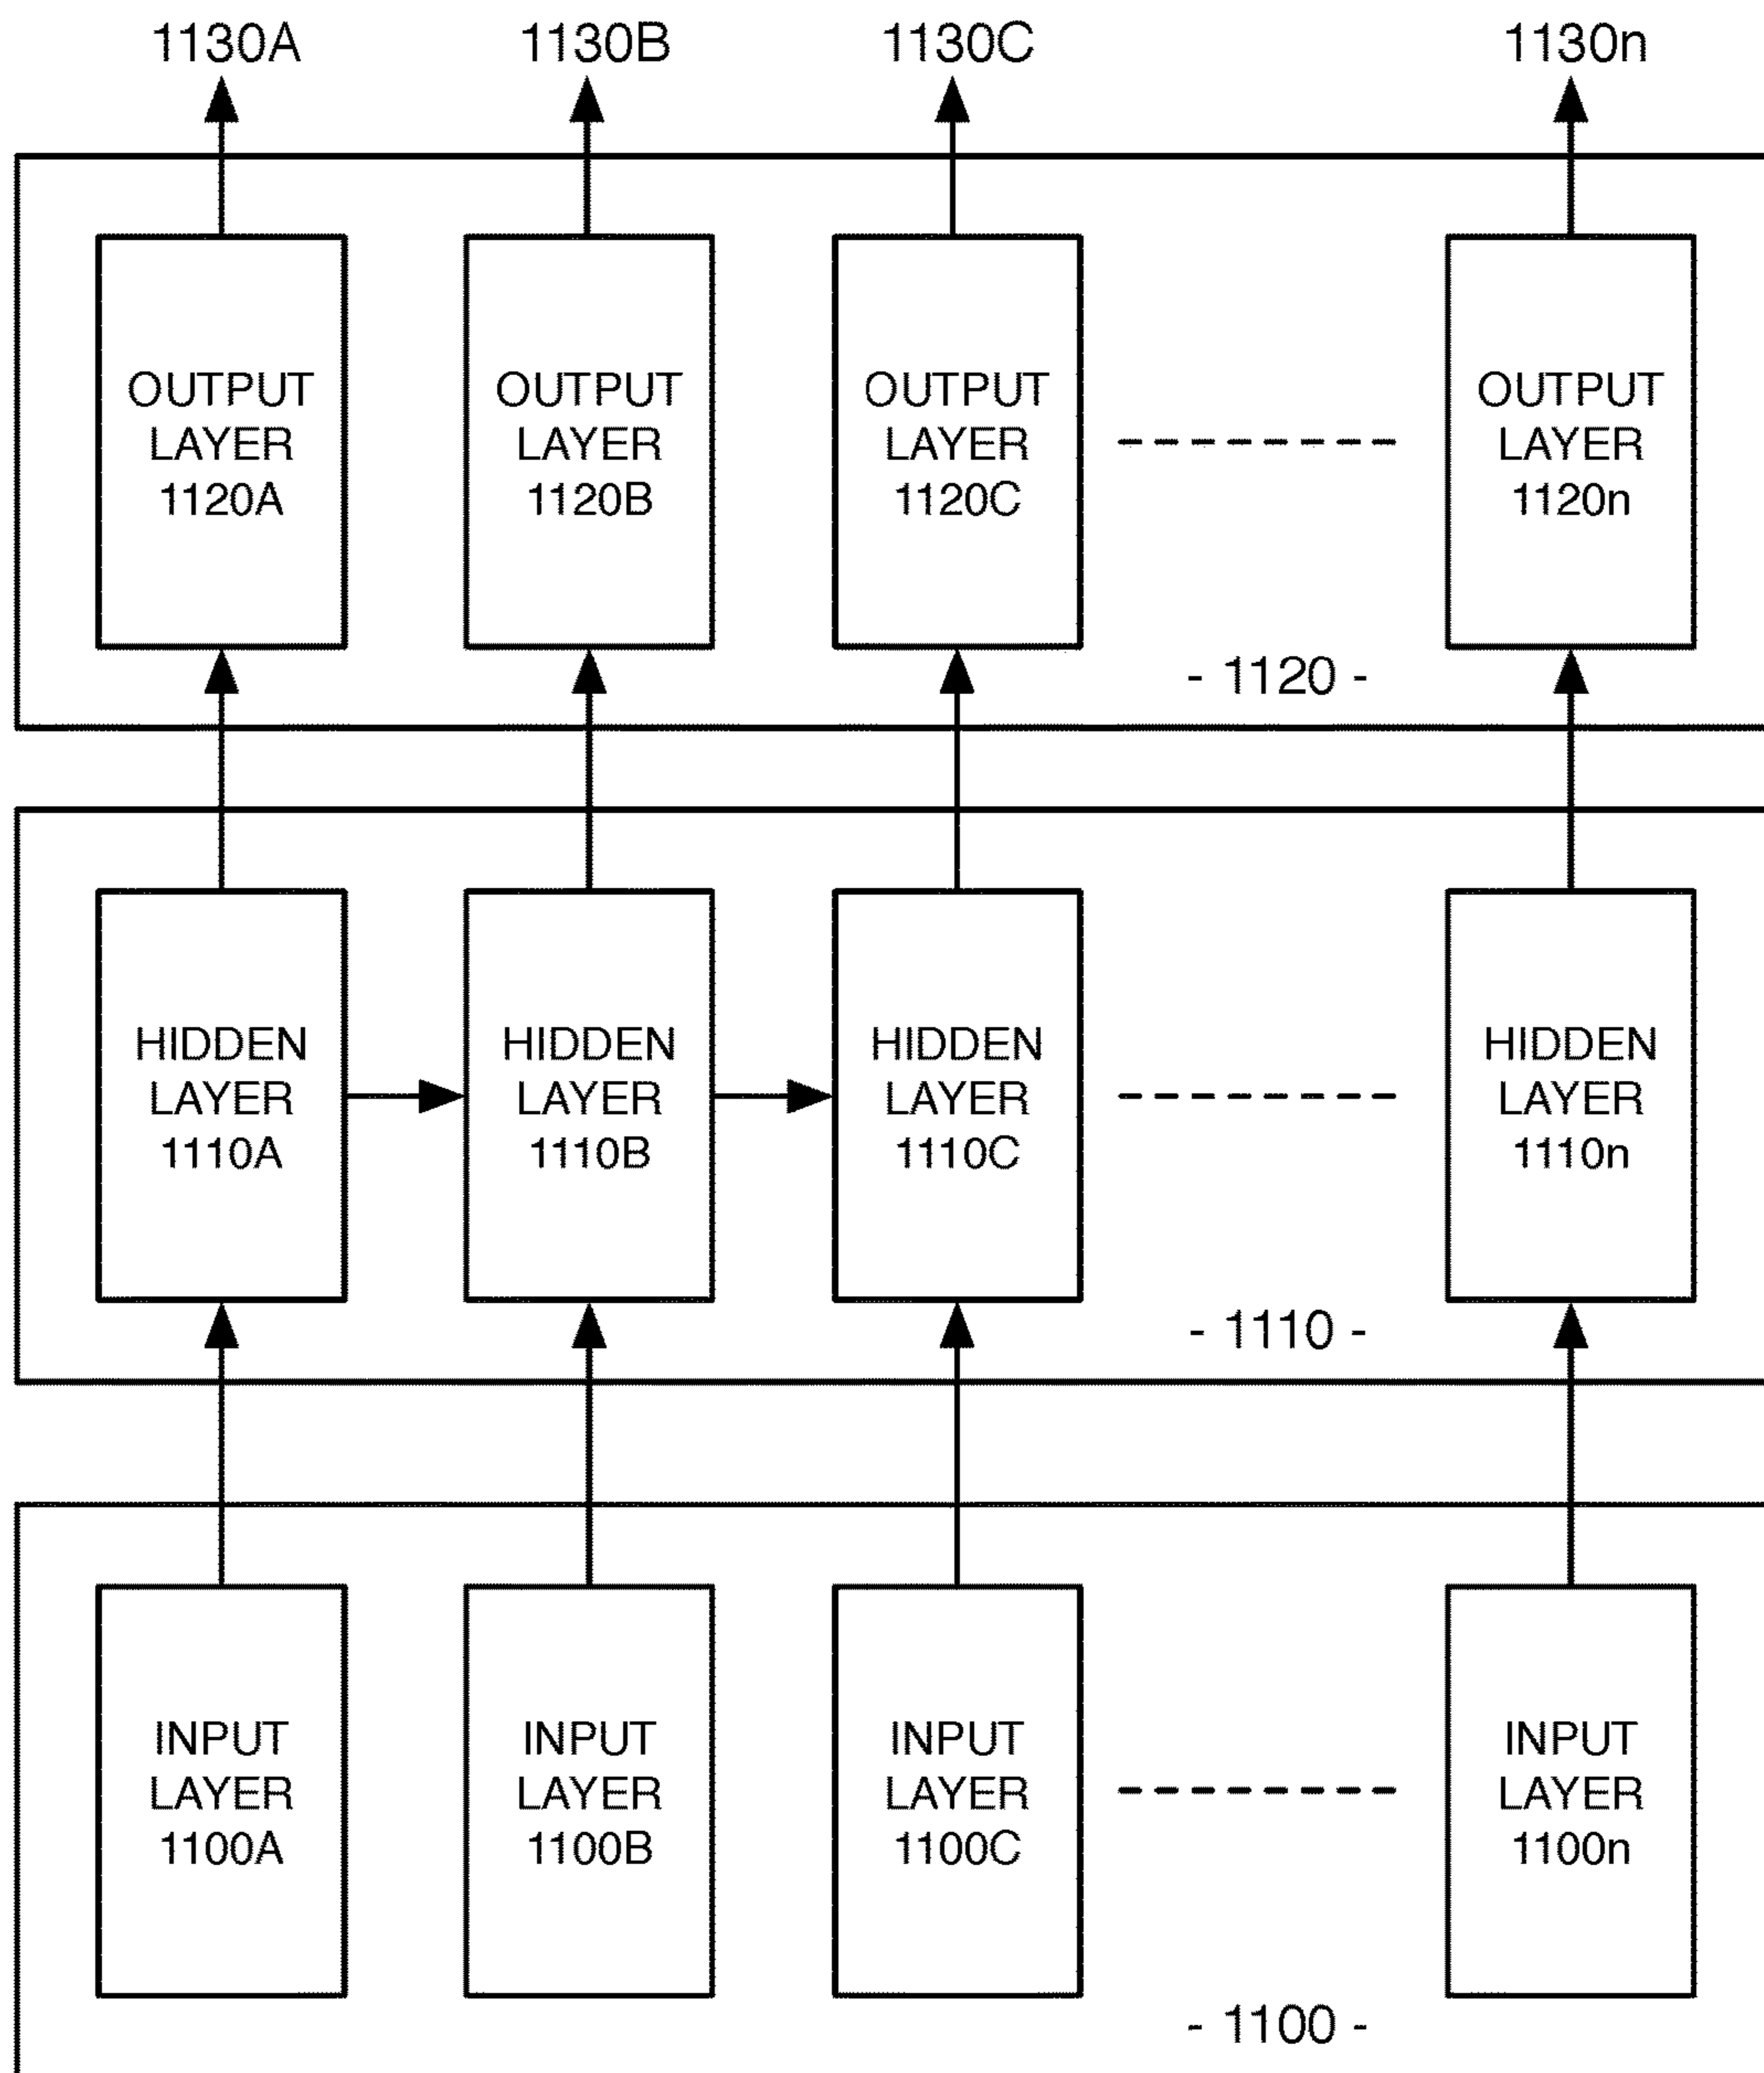 1130A 1130B 1130C 1130n
OUTPUT LAYER 1120A
OUTPUT LAYER 1120B
OUTPUT LAYER 1120C
OUTPUT LAYER 1120n
- 1120 -
HIDDEN LAYER 1110A
HIDDEN LAYER 1110B
HIDDEN LAYER 1110C
HIDDEN LAYER 1110n
- 1110 -
INPUT LAYER 1100A
INPUT LAYER 1100B
INPUT LAYER 1100C
INPUT LAYER 1100n
- 1100 -